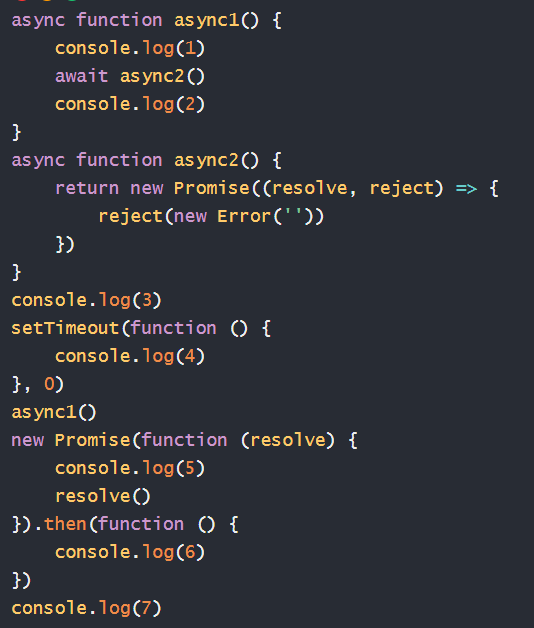 async function async1() {
    console.log(1)
    await async2()
    console.log(2)
}
async function async2() {
    return new Promise((resolve, reject) => {
        reject(new Error(''))
    })
}
console.log(3)
setTimeout(function () {
    console.log(4)
}, 0)
async1()
new Promise(function (resolve) {
    console.log(5)
    resolve()
}).then(function () {
    console.log(6)
})
console.log(7)